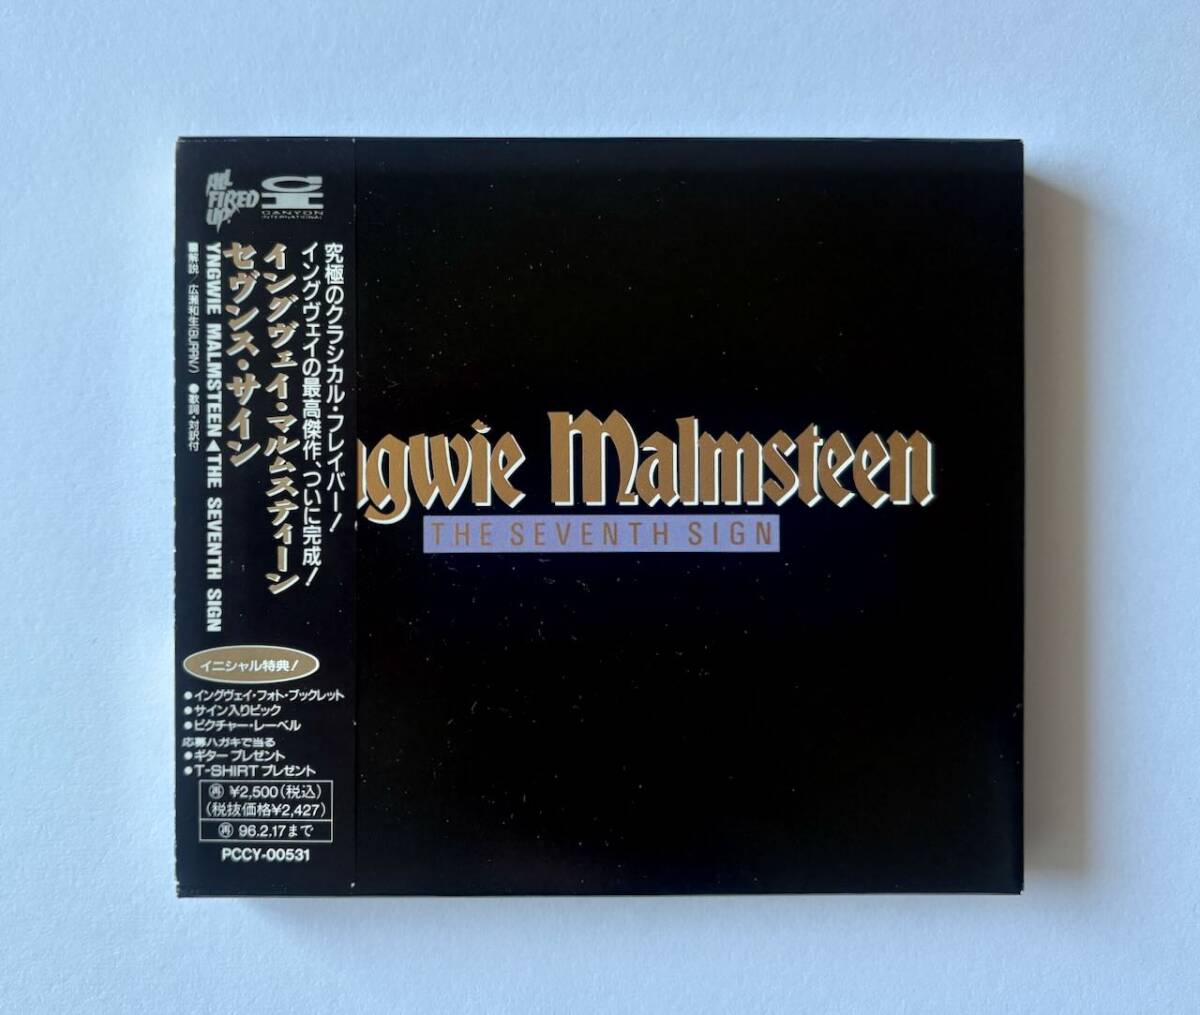 ALL
FIRED
UP!
CANYON
INTERNATIONAL
究極のクラシカル・フレイバー!
イングヴェイの最高傑作、ついに完成!
イングヴェイ・マルムスティーン
セヴンス・サイン
YNGWIE MALMSTEEN▲THE SEVENTH SIGN
■解説/広瀬和生(BURRN!) ●歌詞・対訳付
イニシャル特典!
●イングヴェイ・フォト・ブックレット
●サイン入りピック
●ピクチャー・レーベル
応募ハガキで当る
●ギター プレゼント
●T-SHIRT プレゼント
再 ¥2,500(税込)
(税抜価格¥2,427)
再 96.2.17まで
PCCY-00531
ngwie Malmsteen
THE SEVENTH SIGN